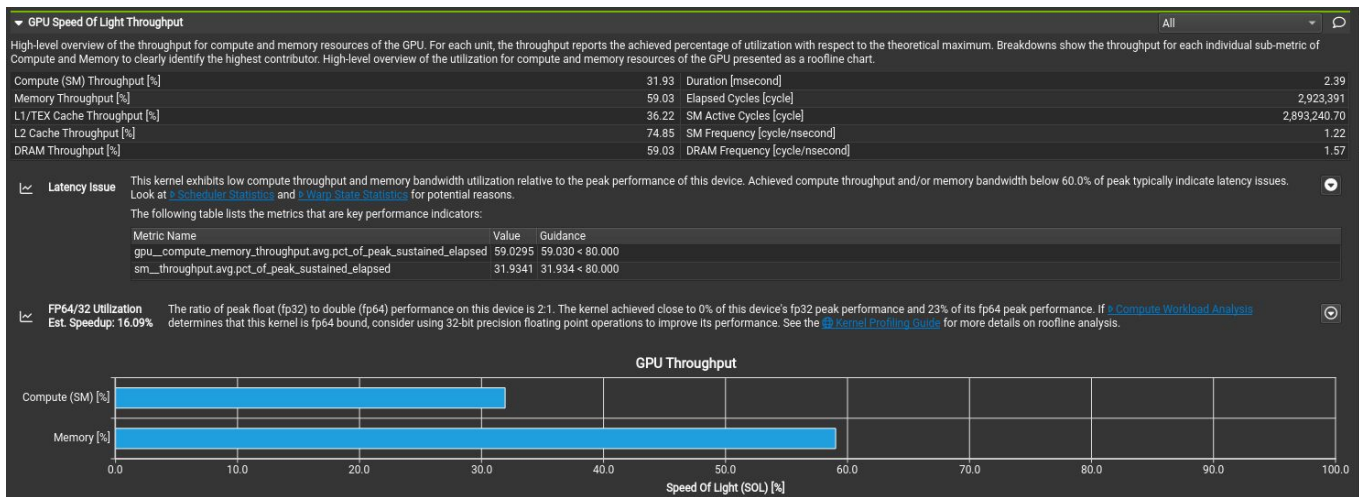 GPU Speed Of Light Throughput
All
High-level overview of the throughput for compute and memory resources of the GPU. For each unit, the throughput reports the achieved percentage of utilization with respect to the theoretical maximum. Breakdowns show the throughput for each individual sub-metric of
Compute and Memory to clearly identify the highest contributor. High-level overview of the utilization for compute and memory resources of the GPU presented as a roofline chart.
Compute (SM) Throughput [%] 31.93 Duration [msecond] 2.39
Memory Throughput [%] 59.03 Elapsed Cycles [cycle] 2,923,391
L1/TEX Cache Throughput [%] 36.22 SM Active Cycles [cycle] 2,893,240.70
L2 Cache Throughput [%] 74.85 SM Frequency [cycle/nsecond] 1.22
DRAM Throughput [%] 59.03 DRAM Frequency [cycle/nsecond] 1.57
Latency Issue
This kernel exhibits low compute throughput and memory bandwidth utilization relative to the peak performance of this device. Achieved compute throughput and/or memory bandwidth below 60.0% of peak typically indicate latency issues.
Look at Scheduler Statistics and Warp State Statistics for potential reasons.
The following table lists the metrics that are key performance indicators:
Metric Name Value Guidance
gpu__compute_memory_throughput.avg.pct_of_peak_sustained_elapsed 59.0295 59.030 < 80.000
sm__throughput.avg.pct_of_peak_sustained_elapsed 31.9341 31.934 < 80.000
FP64/32 Utilization
Est. Speedup: 16.09%
The ratio of peak float (fp32) to double (fp64) performance on this device is 2:1. The kernel achieved close to 0% of this device's fp32 peak performance and 23% of its fp64 peak performance. If Compute Workload Analysis
determines that this kernel is fp64 bound, consider using 32-bit precision floating point operations to improve its performance. See the Kernel Profiling Guide for more details on roofline analysis.
GPU Throughput
Compute (SM) [%]
Memory [%]
0.0 10.0 20.0 30.0 40.0 50.0 60.0 70.0 80.0 90.0 100.0
Speed Of Light (SOL) [%]